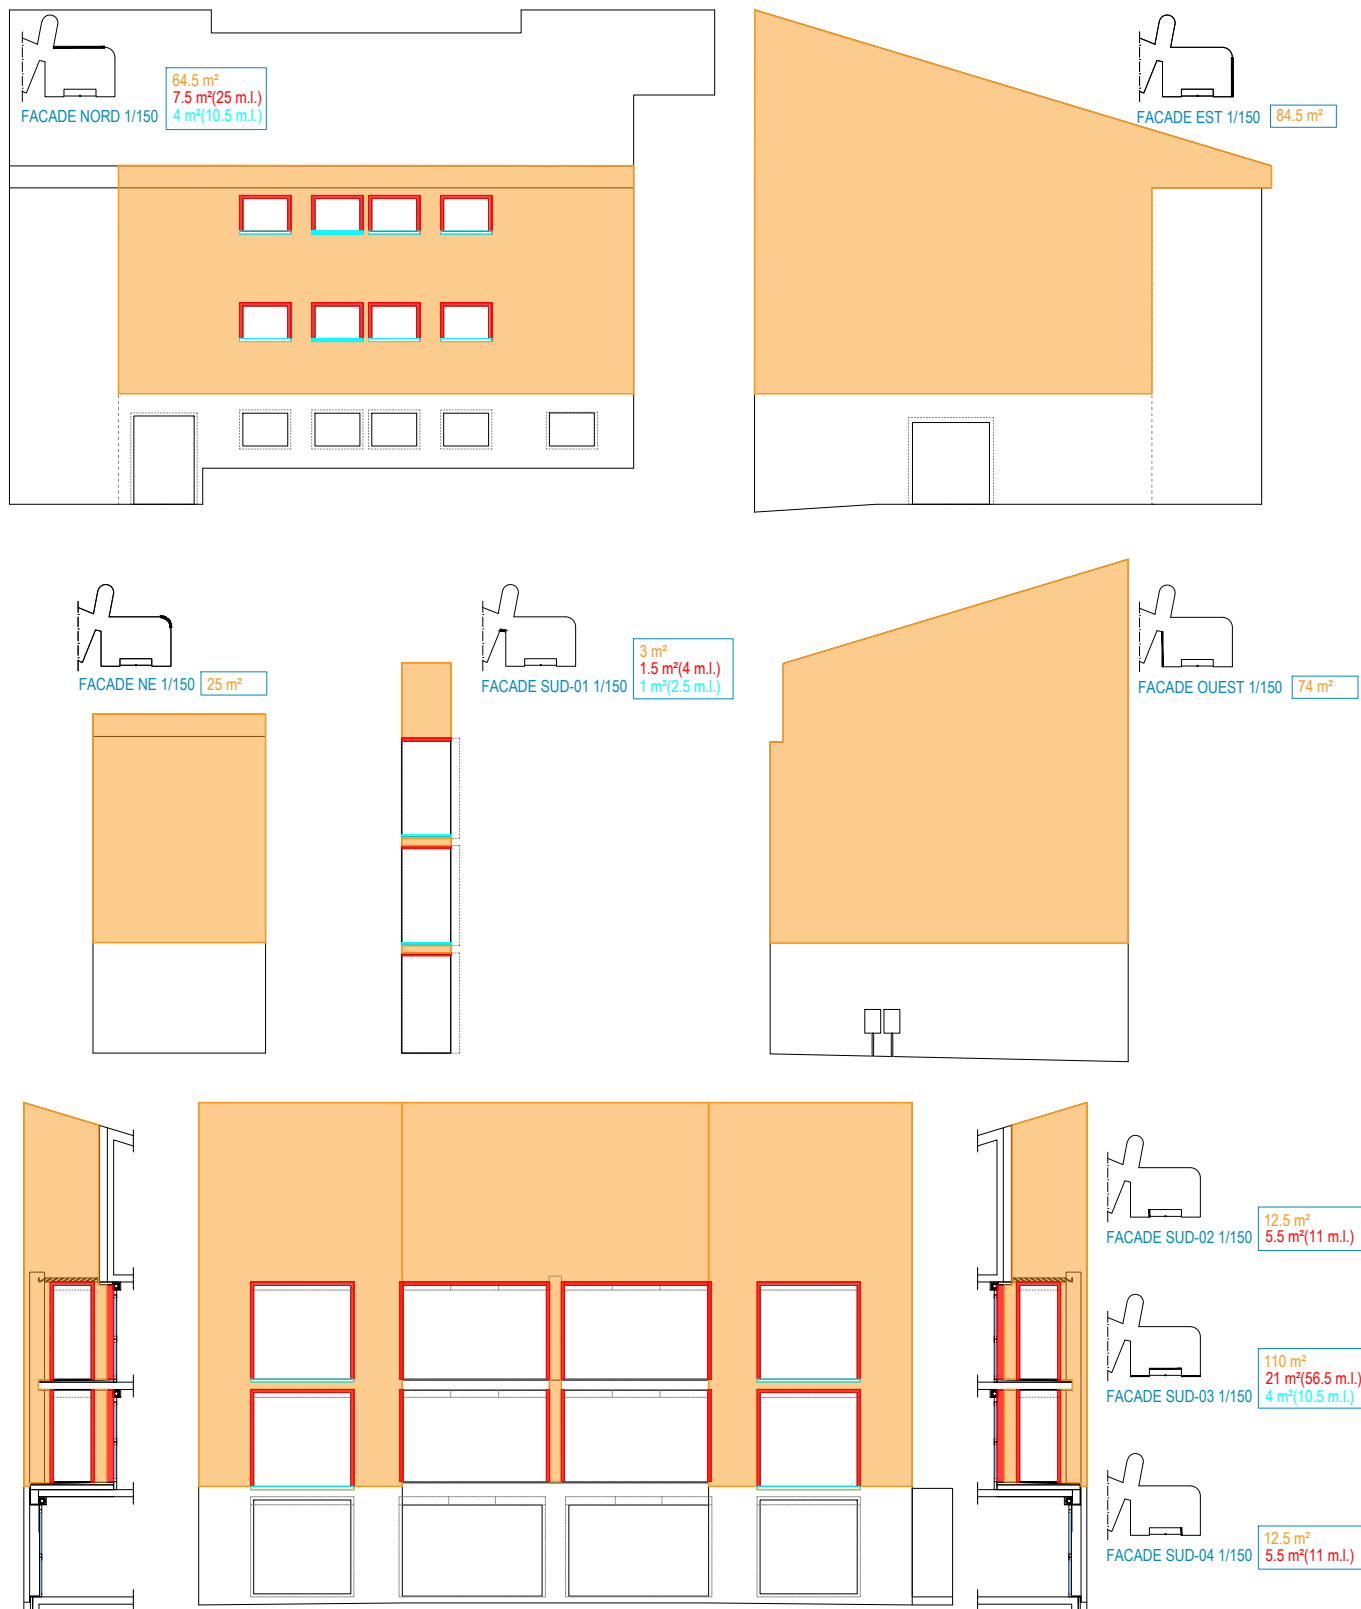 64.5 m²
7.5 m²(25 m.l.)
FACADE NORD 1/150
4 m²(10.5 m.l.)
FACADE EST 1/150
84.5 m²
FACADE NE 1/150
25 m²
FACADE SUD-01 1/150
3 m²
1.5 m²(4 m.l.)
1 m²(2.5 m.l.)
FACADE OUEST 1/150
74 m²
12.5 m²
FACADE SUD-02 1/150
5.5 m²(11 m.l.)
110 m²
21 m²(56.5 m.l.)
FACADE SUD-03 1/150
4 m²(10.5 m.l.)
12.5 m²
FACADE SUD-04 1/150
5.5 m²(11 m.l.)